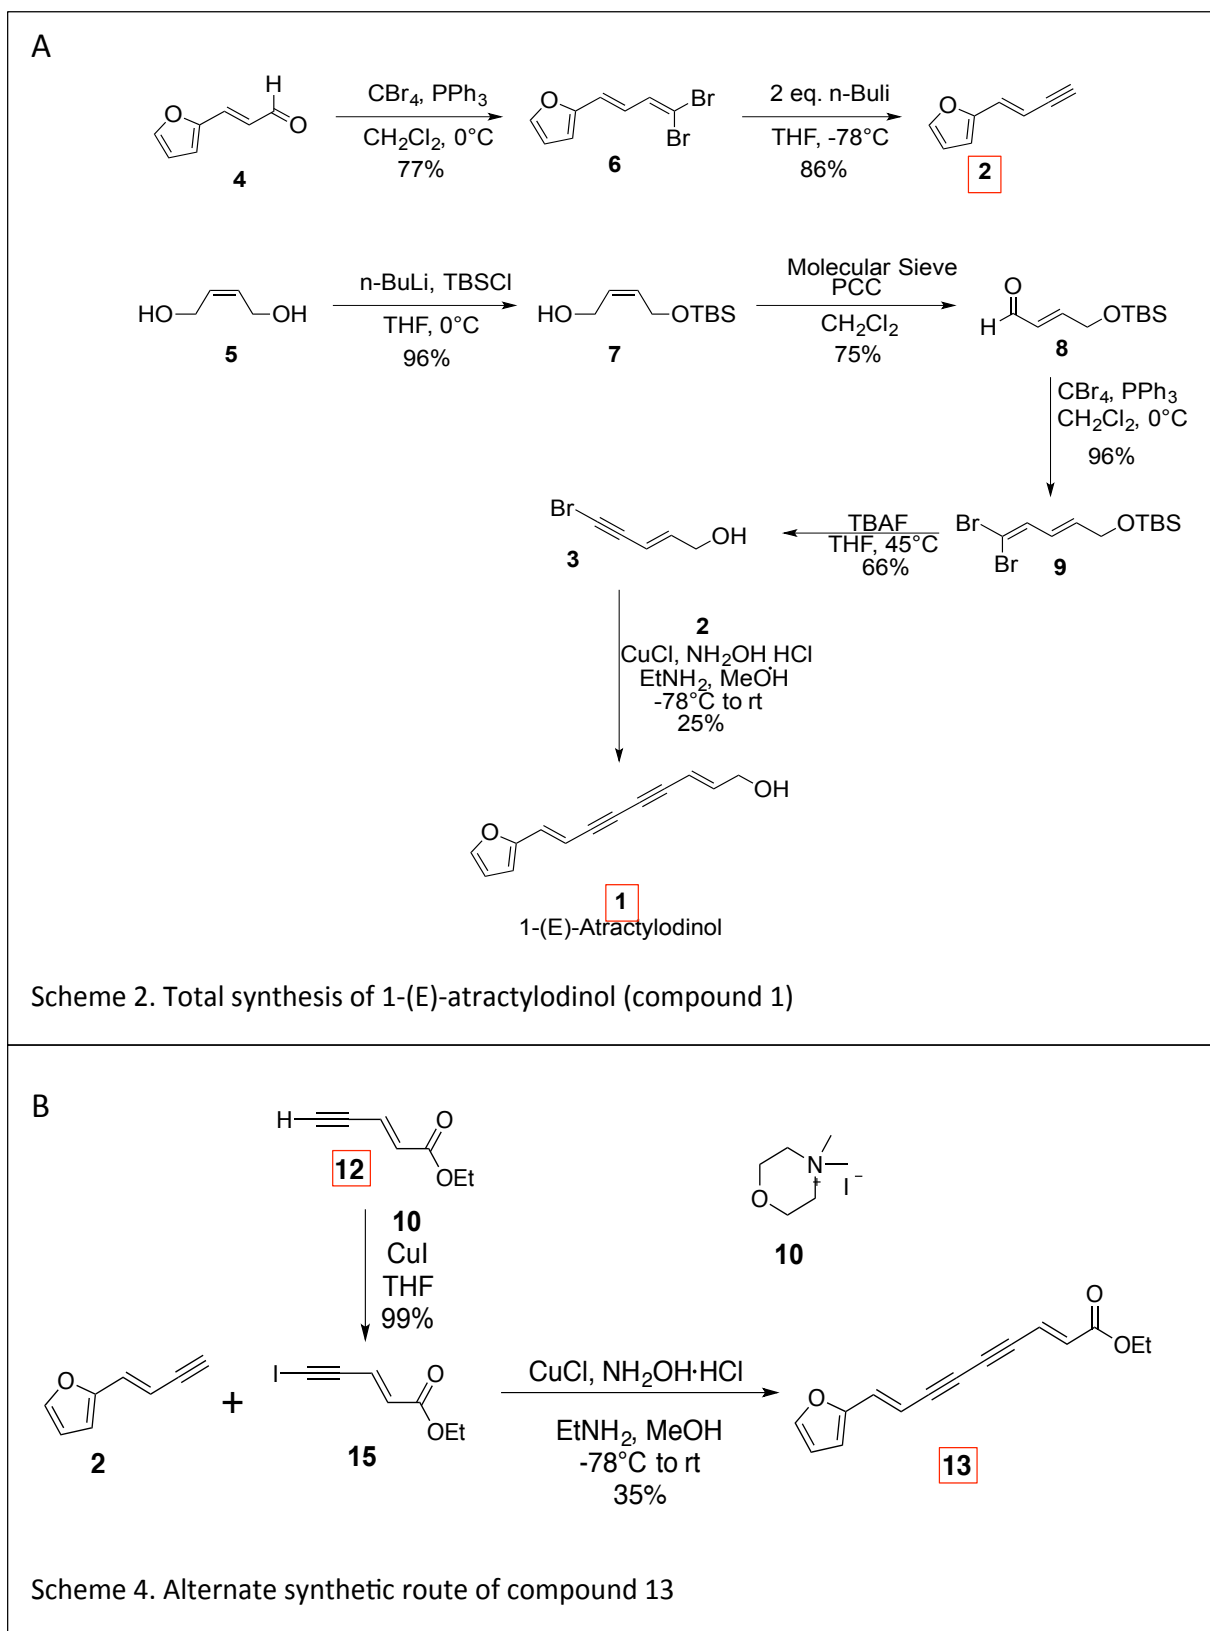 A
H
O
O
4
CBr4, PPh3
CH2Cl2, 0°C
77%
O
Br
Br
6
2 eq. n-Buli
THF, -78°C
86%
O
2
HO
OH
5
n-BuLi, TBSCl
THF, 0°C
96%
HO
OTBS
7
Molecular Sieve
PCC
CH2Cl2
75%
O
H
OTBS
8
CBr4, PPh3
CH2Cl2, 0°C
96%
Br
Br
OTBS
9
TBAF
THF, 45°C
66%
Br
OH
3
2
CuCl, NH2OH·HCl
EtNH2, MeOH
-78°C to rt
25%
OH
O
1
1-(E)-Atractylodinol
Scheme 2. Total synthesis of 1-(E)-atractylodinol (compound 1)
B
H
O
OEt
12
10
CuI
THF
99%
N
+
I −
O
10
O
2
+
I
O
OEt
15
CuCl, NH2OH·HCl
EtNH2, MeOH
-78°C to rt
35%
O
OEt
O
13
Scheme 4. Alternate synthetic route of compound 13